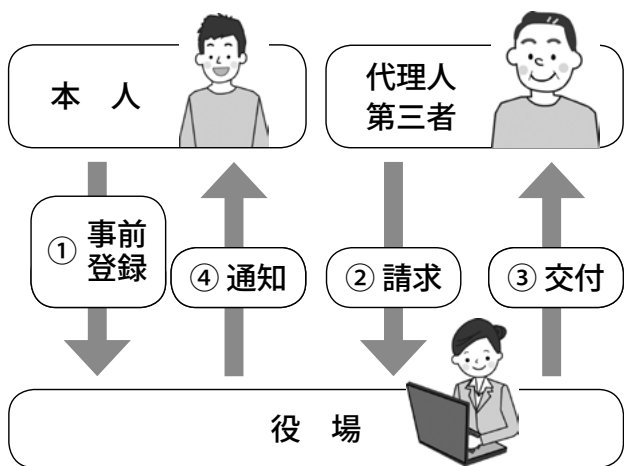 本　人
代理人
第三者
① 事前
登録
④ 通知
② 請求
③ 交付
役　場